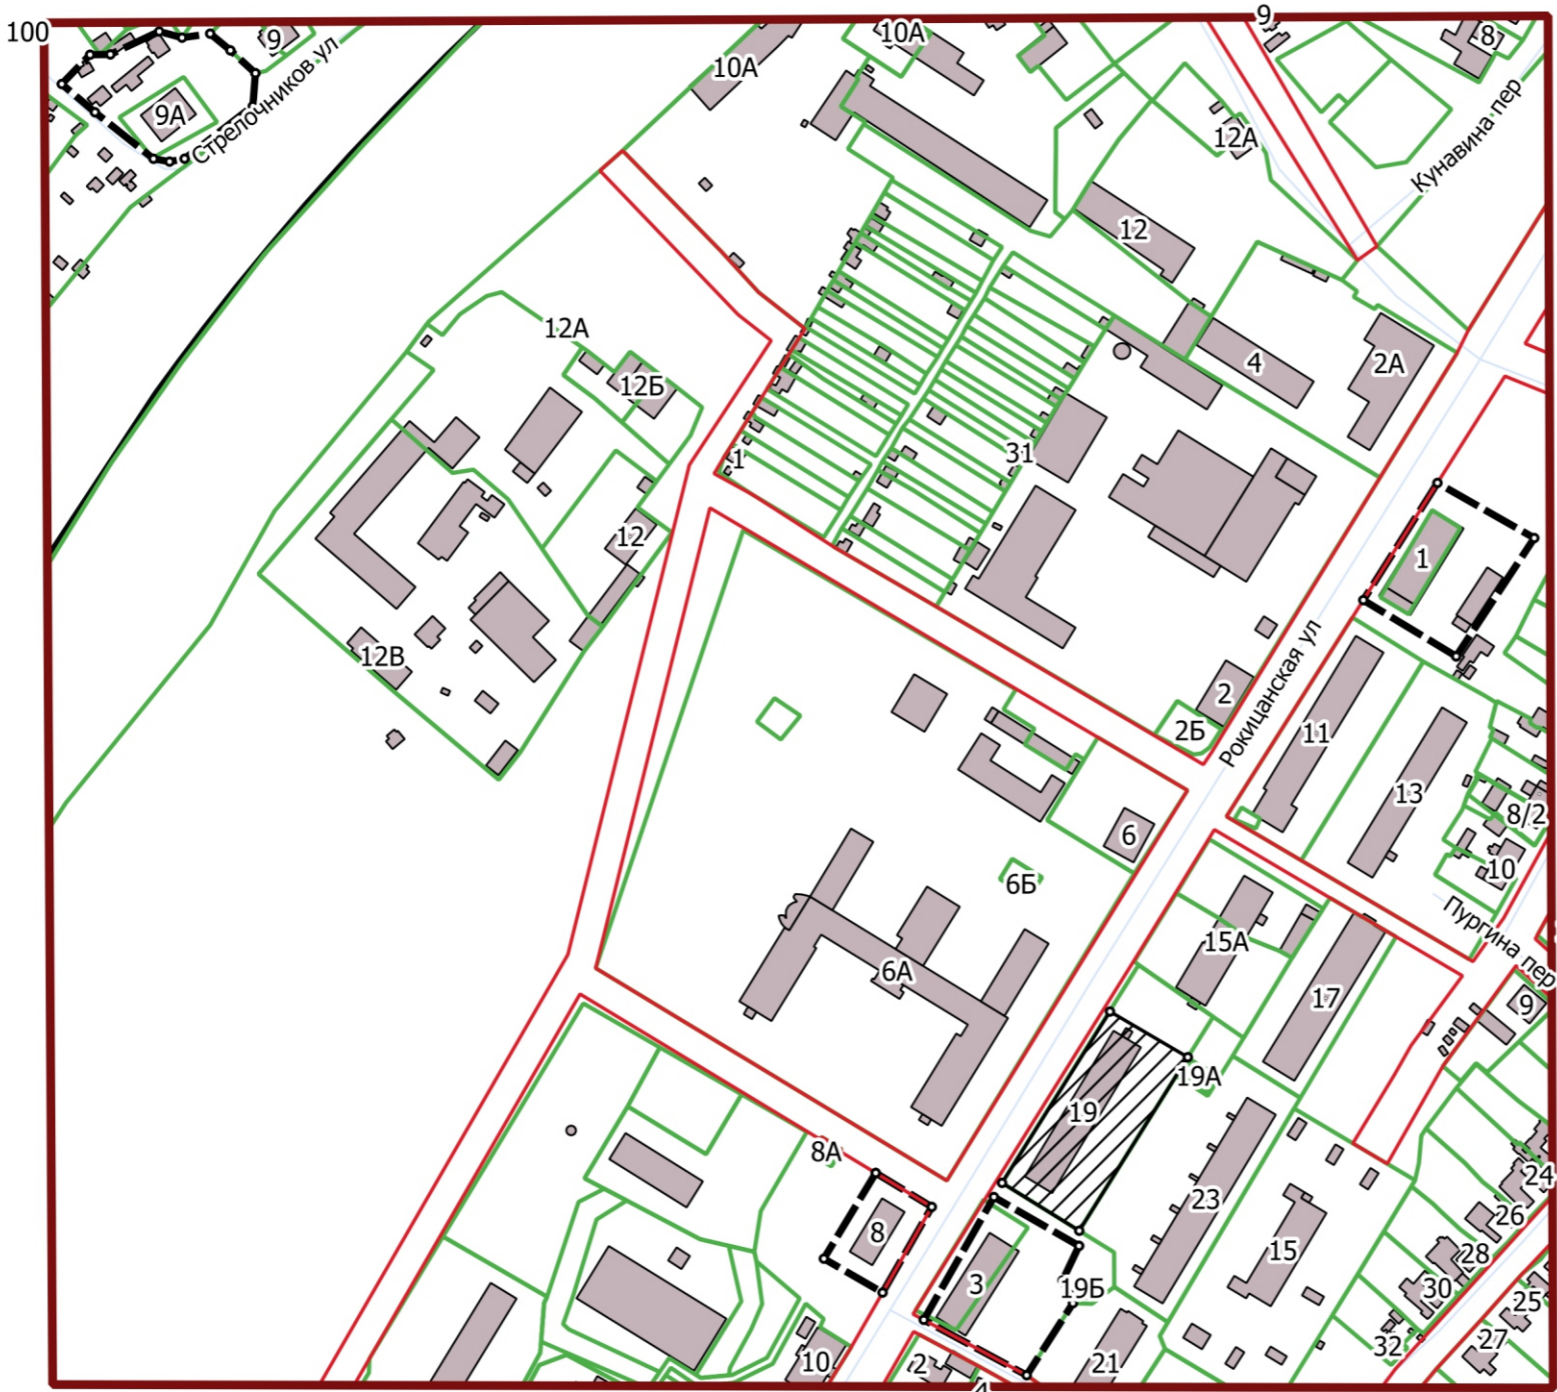 100
9
9А
Стрелочников ул
10А
10А
9
8
12А
Кунавина пер
12
12А
12Б
4
2А
1
31
1
12
12В
2
2Б
Рокицанская ул
11
13
8/2
6
10
6Б
Пургина пер
15А
6А
17
9
19А
19
8А
24
23
26
8
15
28
3
19Б
30
25
27
32
10
2
21
4